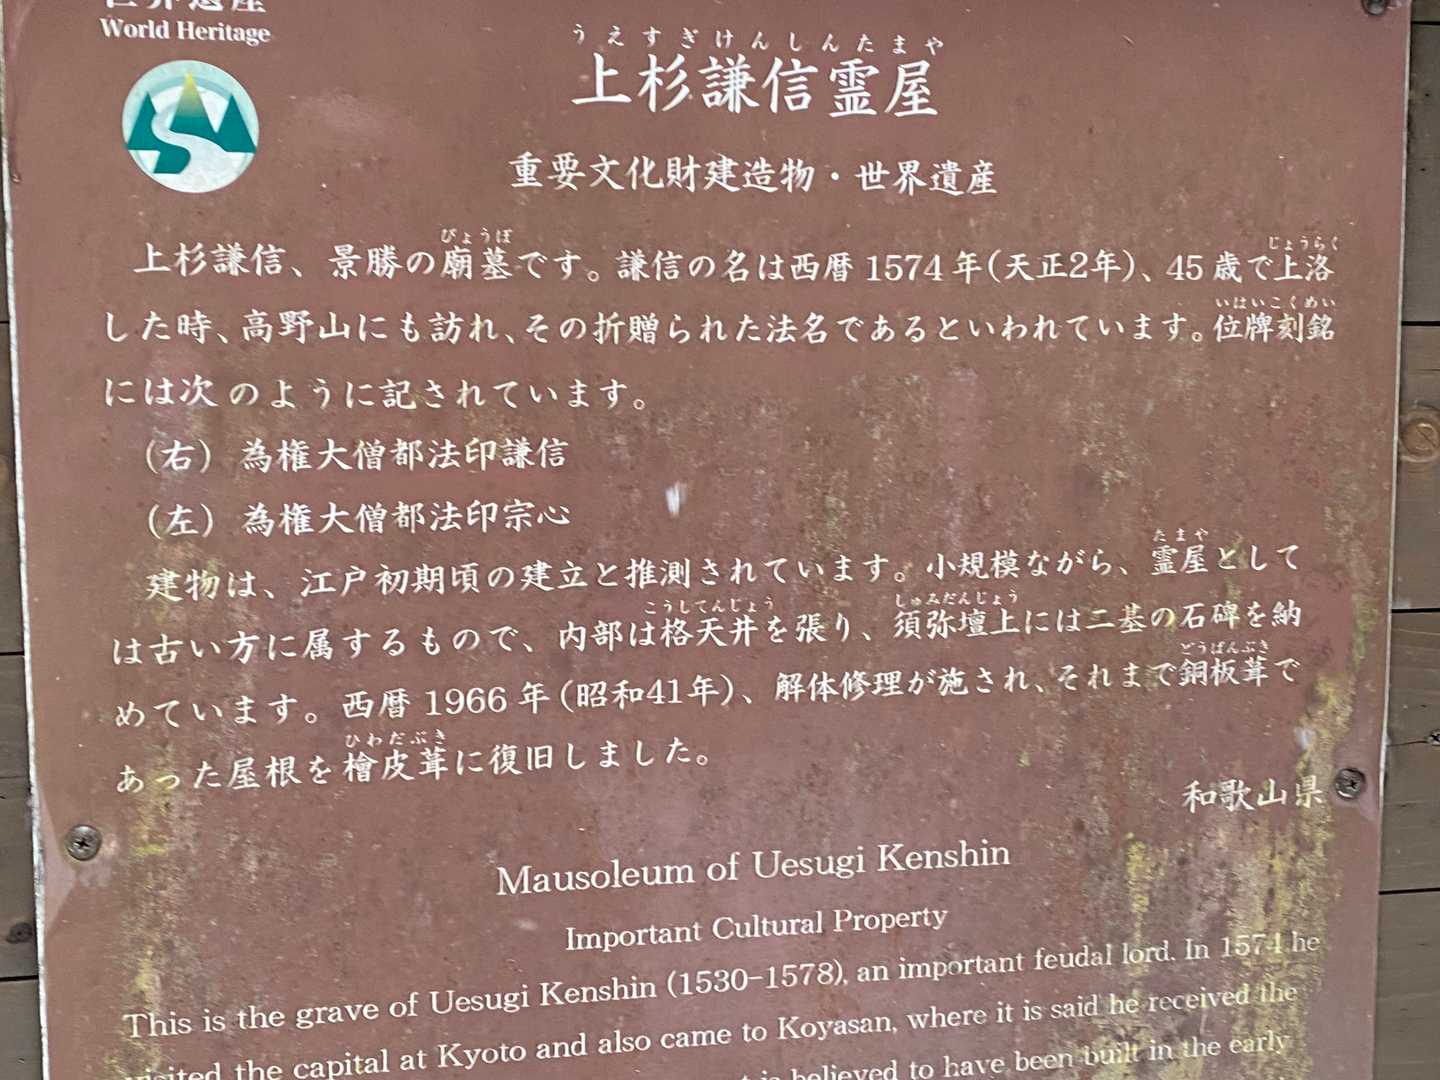 世界遺産
World Heritage
うえすぎけんしんたまや
上杉謙信霊屋
重要文化財建造物・世界遺産
びょうぼ
じょうらく
上杉謙信、景勝の廟墓です。謙信の名は西暦1574年(天正2年)、45歳で上洛
いはいこくめい
した時、高野山にも訪れ、その折贈られた法名であるといわれています。位牌刻銘
には次のように記されています。
(右) 為権大僧都法印謙信
(左) 為権大僧都法印宗心
たまや
建物は、江戸初期頃の建立と推測されています。小規模ながら、霊屋として
こうしてんじょう
しゅみだんじょう
は古い方に属するもので、内部は格天井を張り、須弥壇上には二基の石碑を納
どうばんぶき
めています。西暦1966年(昭和41年)、解体修理が施され、それまで銅板葺で
ひわだぶき
あった屋根を檜皮葺に復旧しました。
和歌山県
Mausoleum of Uesugi Kenshin
Important Cultural Property
This is the grave of Uesugi Kenshin (1530-1578), an important feudal lord. In 1574 he
visited the capital at Kyoto and also came to Koyasan, where it is said he received the
is believed to have been built in the early